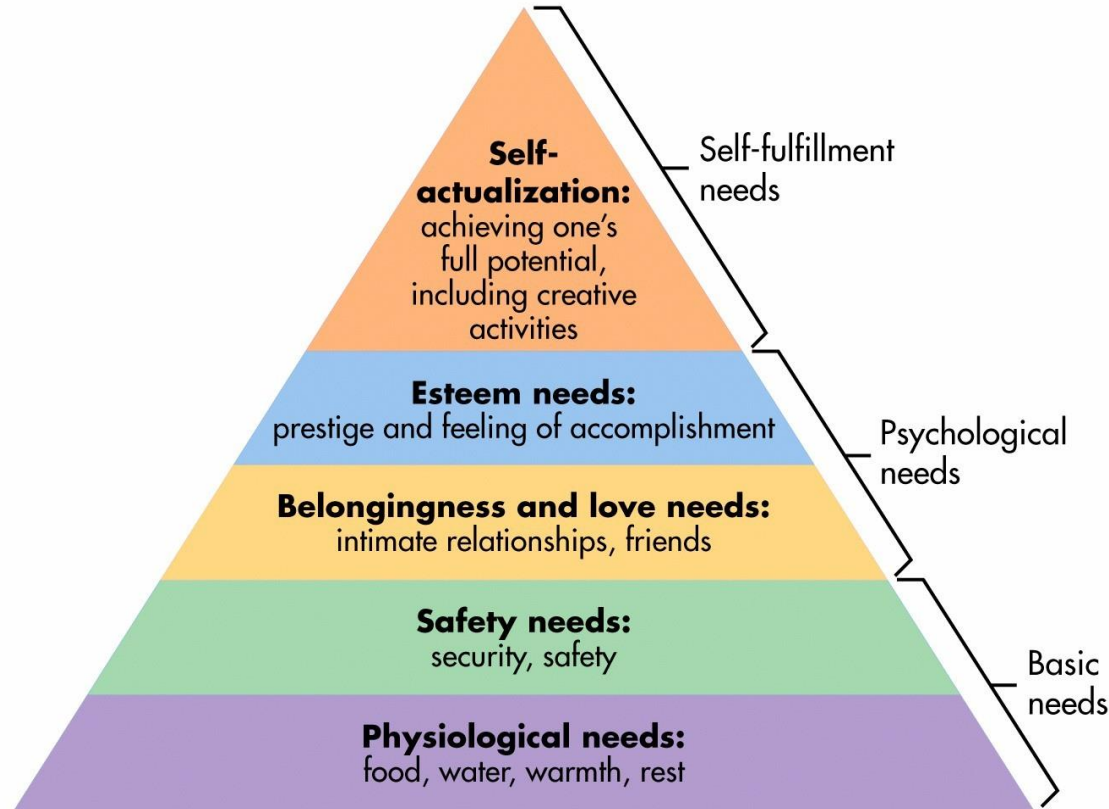 Self-
actualization:
achieving one's
full potential,
including creative
activities
Self-fulfillment
needs
Esteem needs:
prestige and feeling of accomplishment
Psychological
needs
Belongingness and love needs:
intimate relationships, friends
Safety needs:
security, safety
Basic
needs
Physiological needs:
food, water, warmth, rest